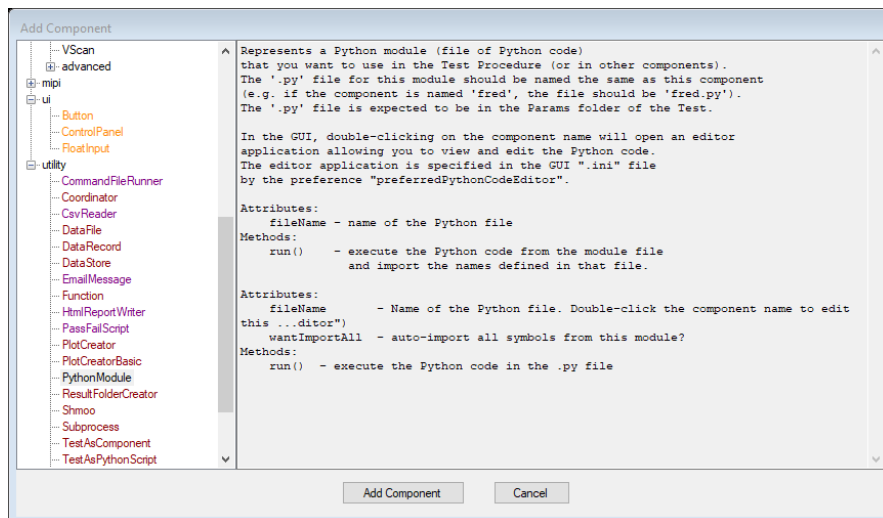 Add Component
VScan
advanced
mipi
ui
Button
ControlPanel
FloatInput
utility
CommandFileRunner
Coordinator
CsvReader
DataFile
DataRecord
DataStore
EmailMessage
Function
HtmlReportWriter
PassFailScript
PlotCreator
PlotCreatorBasic
PythonModule
ResultFolderCreator
Shmoo
Subprocess
TestAsComponent
TestAsPythonScript
Represents a Python module (file of Python code)
that you want to use in the Test Procedure (or in other components).
The '.py' file for this module should be named the same as this component
(e.g. if the component is named 'fred', the file should be 'fred.py').
The '.py' file is expected to be in the Params folder of the Test.
In the GUI, double-clicking on the component name will open an editor
application allowing you to view and edit the Python code.
The editor application is specified in the GUI ".ini" file
by the preference "preferredPythonCodeEditor".
Attributes:
fileName - name of the Python file
Methods:
run() - execute the Python code from the module file
and import the names defined in that file.
Attributes:
fileName - Name of the Python file. Double-click the component name to edit
this ...ditor")
wantImportAll - auto-import all symbols from this module?
Methods:
run() - execute the Python code in the .py file
Add Component
Cancel